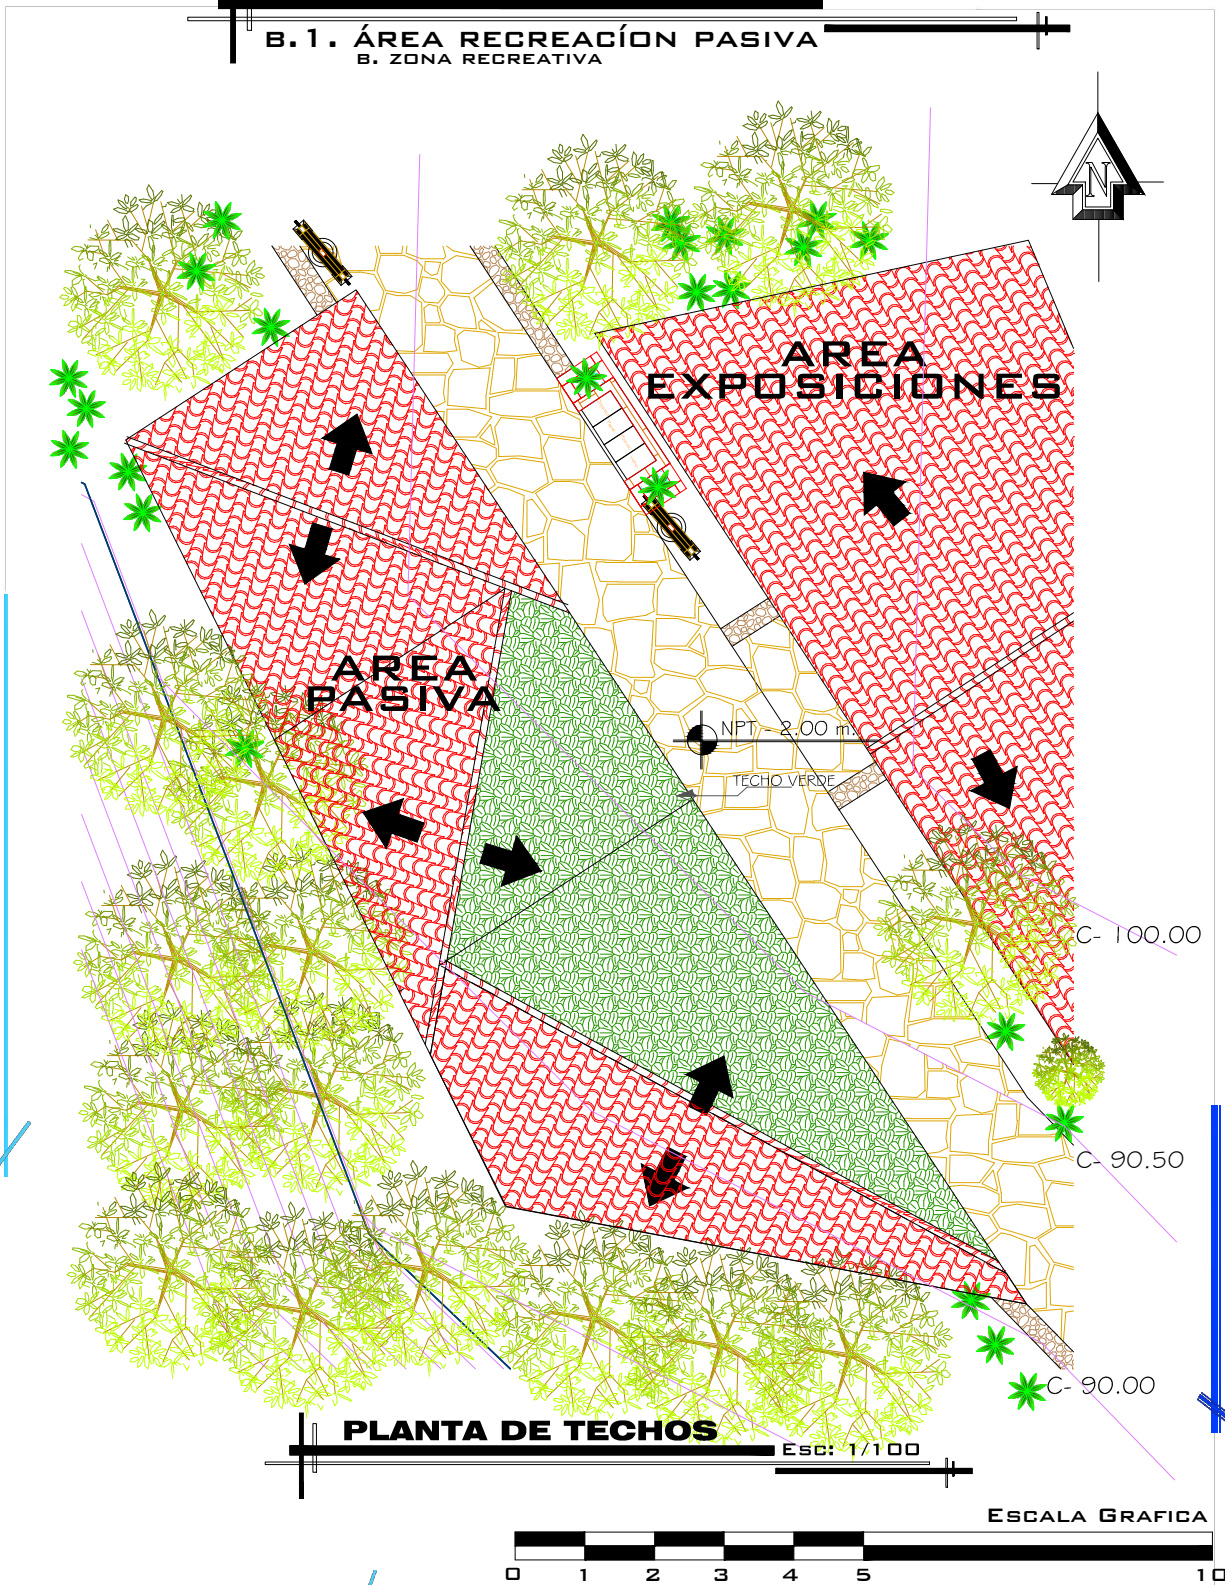 B.1. ÁREA RECREACÍON PASIVA
B. ZONA RECREATIVA
N
AREA
EXPOSICIONES
AREA
PASIVA
NPT - 2.00 m.
TECHO VERDE
C- 100.00
C- 90.50
C- 90.00
PLANTA DE TECHOS
Esc: 1/100
ESCALA GRAFICA
0 1 2 3 4 5 10